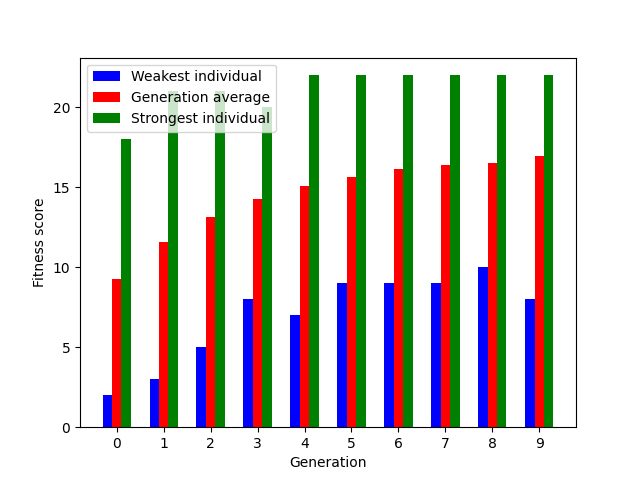 Weakest individual
Generation average
Strongest individual
20
15
10
5
0
Fitness score
0 1 2 3 4 5 6 7 8 9
Generation